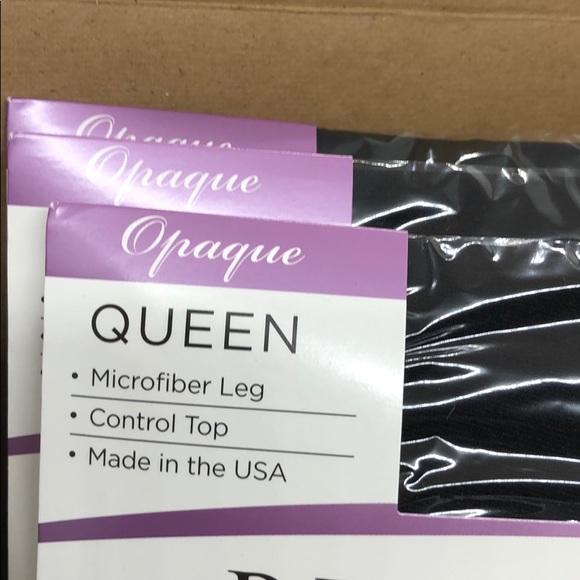 Opaque
Opaque
Opaque
QUEEN
• Microfiber Leg
• Control Top
• Made in the USA